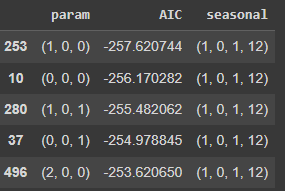 param AIC seasonal
253 (1, 0, 0) -257.620744 (1, 0, 1, 12)
10 (0, 0, 0) -256.170282 (1, 0, 1, 12)
280 (1, 0, 1) -255.482062 (1, 0, 1, 12)
37 (0, 0, 1) -254.978845 (1, 0, 1, 12)
496 (2, 0, 0) -253.620650 (1, 0, 1, 12)